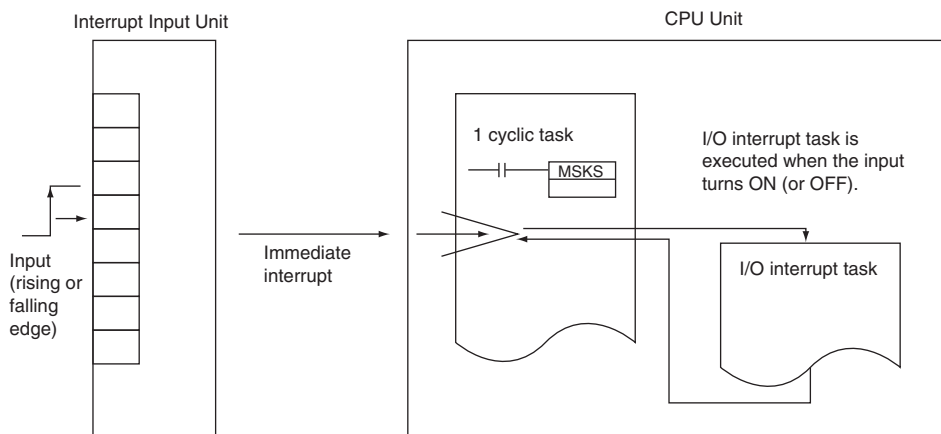 Interrupt Input Unit
CPU Unit
1 cyclic task
MSKS
I/O interrupt task is
executed when the input
turns ON (or OFF).
Input
(rising or
falling
edge)
Immediate
interrupt
I/O interrupt task